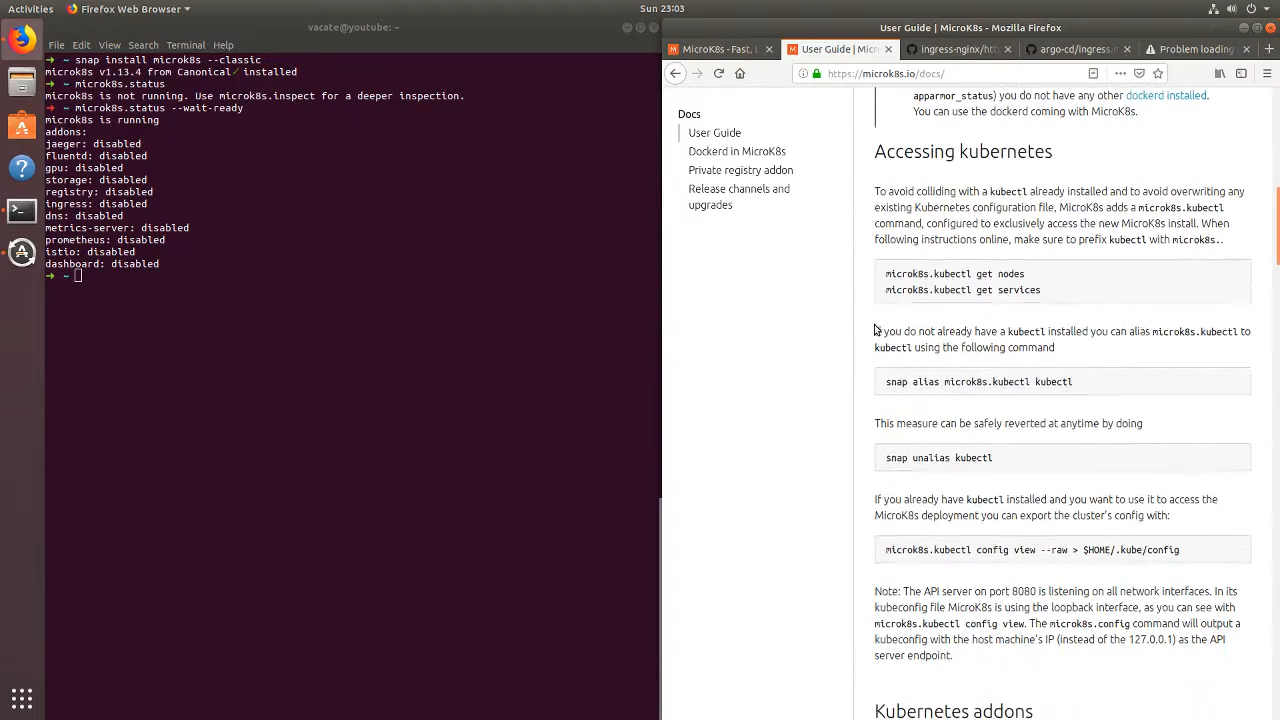 Activities
Firefox Web Browser
Sun 23:03
vacate@youtube: ~
File Edit View Search Terminal Help
➜ ~ nap install microk8s --classic
microk8s v1.13.4 from Canonical✓ installed
➜ ~ microk8s.status
microk8s is not running. Use microk8s.inspect for a deeper inspection.
➜ ~ microk8s.status --wait-ready
microk8s is running
addons:
jaeger: disabled
fluentd: disabled
gpu: disabled
storage: disabled
registry: disabled
ingress: disabled
dns: disabled
metrics-server: disabled
prometheus: disabled
istio: disabled
dashboard: disabled
➜ ~
User Guide | MicroK8s - Mozilla Firefox
MicroK8s - Fast, L
User Guide | Micr
ingress-nginx/htt
argo-cd/ingress.m
Problem loading
https://microk8s.io/docs/
Docs
User Guide
Dockerd in MicroK8s
Private registry addon
Release channels and
upgrades
apparmor_status) you do not have any other dockerd installed.
You can use the dockerd coming with MicroK8s.
Accessing kubernetes
To avoid colliding with a kubectl already installed and to avoid overwriting any
existing Kubernetes configuration file, MicroK8s adds a microk8s.kubectl
command, configured to exclusively access the new MicroK8s install. When
following instructions online, make sure to prefix kubectl with microk8s..
microk8s.kubectl get nodes
microk8s.kubectl get services
If you do not already have a kubectl installed you can alias microk8s.kubectl to
kubectl using the following command
snap alias microk8s.kubectl kubectl
This measure can be safely reverted at anytime by doing
snap unalias kubectl
If you already have kubectl installed and you want to use it to access the
MicroK8s deployment you can export the cluster's config with:
microk8s.kubectl config view --raw > $HOME/.kube/config
Note: The API server on port 8080 is listening on all network interfaces. In its
kubeconfig file MicroK8s is using the loopback interface, as you can see with
microk8s.kubectl config view. The microk8s.config command will output a
kubeconfig with the host machine's IP (instead of the 127.0.0.1) as the API
server endpoint.
Kubernetes addons